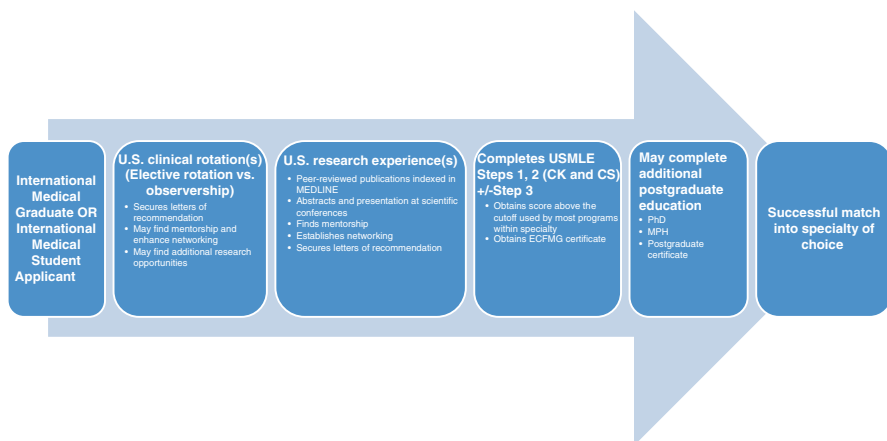 International
Medical
Graduate OR
International
Medical
Student
Applicant
U.S. clinical rotation(s)
(Elective rotation vs.
observership)
• Secures letters of
recommendation
• May find mentorship and
enhance networking
• May find additional research
opportunities
U.S. research experience(s)
• Peer-reviewed publications indexed in
MEDLINE
• Abstracts and presentation at scientific
conferences
• Finds mentorship
• Establishes networking
• Secures letters of recommendation
Completes USMLE
Steps 1, 2 (CK and CS)
+/-Step 3
• Obtains score above the
cutoff used by most programs
within specialty
• Obtains ECFMG certificate
May complete
additional
postgraduate
education
• PhD
• MPH
• Postgraduate
certificate
Successful match
into specialty of
choice